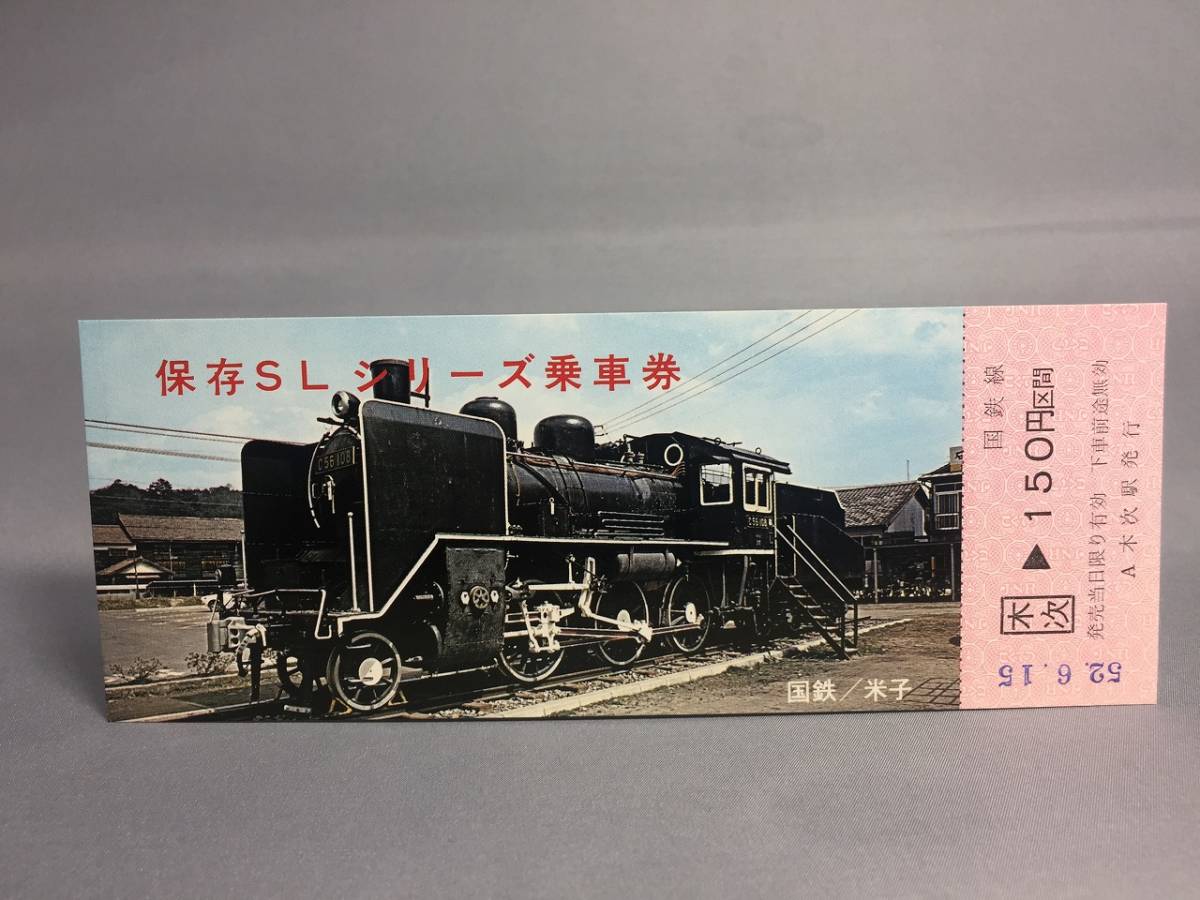 保存SLシリーズ乗車券
C56108
C56108
国鉄/米子
国鉄線
木次▶150円区間
発売当日限り有効 下車前途無効
A木次駅発行
52.6.15